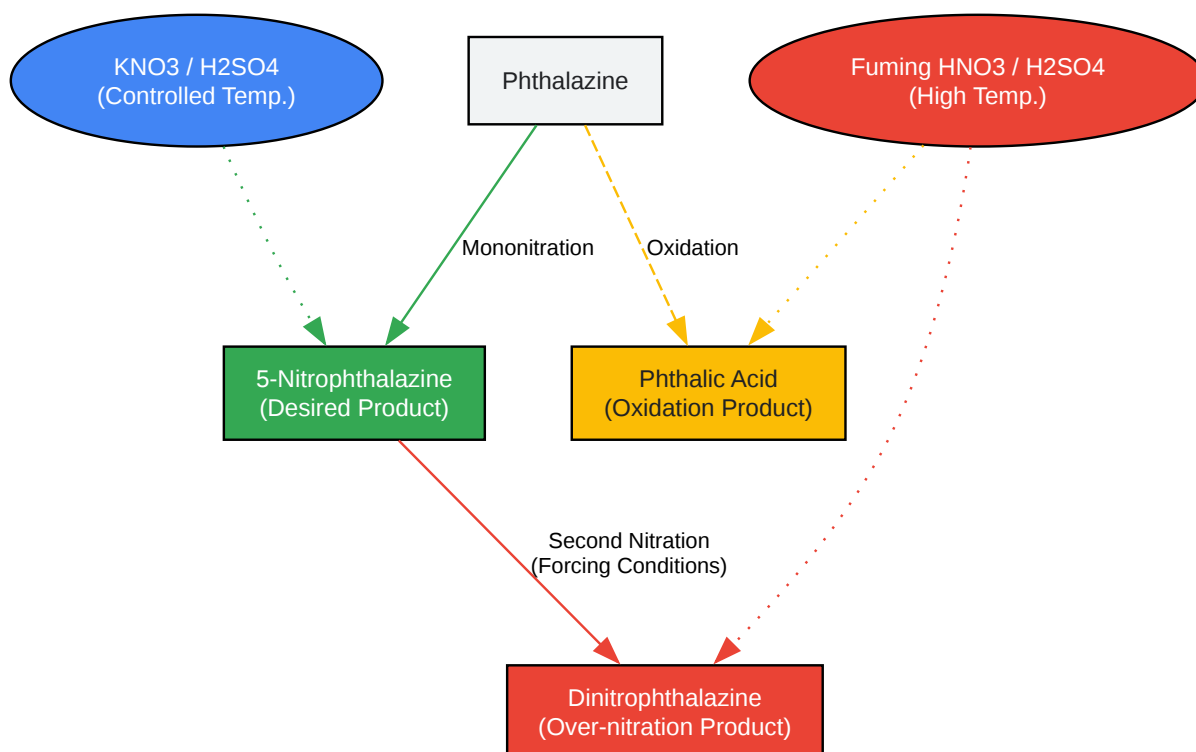 KNO3 / H2SO4
(Controlled Temp.)
Phthalazine
Fuming HNO3 / H2SO4
(High Temp.)
Mononitration
Oxidation
5-Nitrophthalazine
(Desired Product)
Phthalic Acid
(Oxidation Product)
Second Nitration
(Forcing Conditions)
Dinitrophthalazine
(Over-nitration Product)